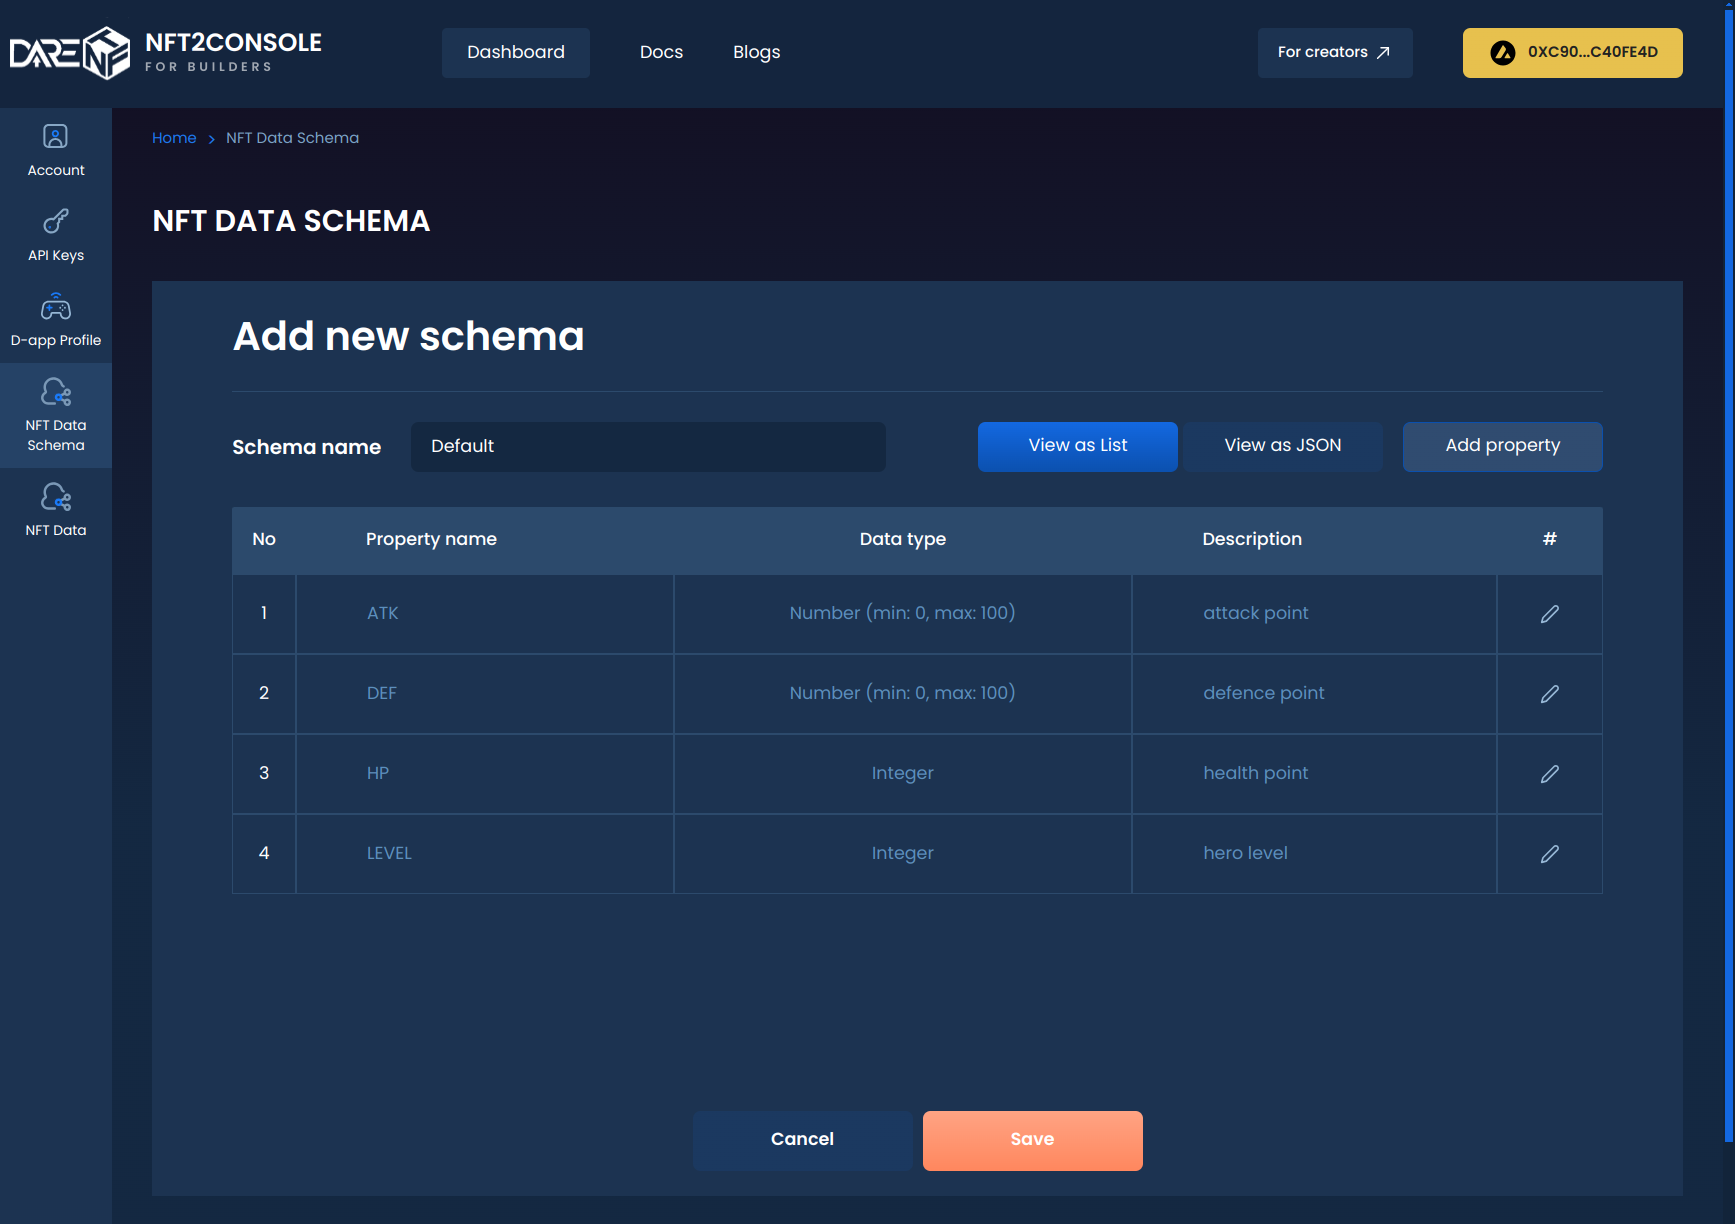 DARE NFT
NFT2CONSOLE
FOR BUILDERS
Dashboard
Docs
Blogs
For creators
0XC90...C40FE4D
Account
API Keys
D-app Profile
NFT Data
Schema
NFT Data
Home > NFT Data Schema
NFT DATA SCHEMA
Add new schema
Schema name
Default
View as List
View as JSON
Add property
No Property name Data type Description #
1 ATK Number (min: 0, max: 100) attack point
2 DEF Number (min: 0, max: 100) defence point
3 HP Integer health point
4 LEVEL Integer hero level
Cancel
Save